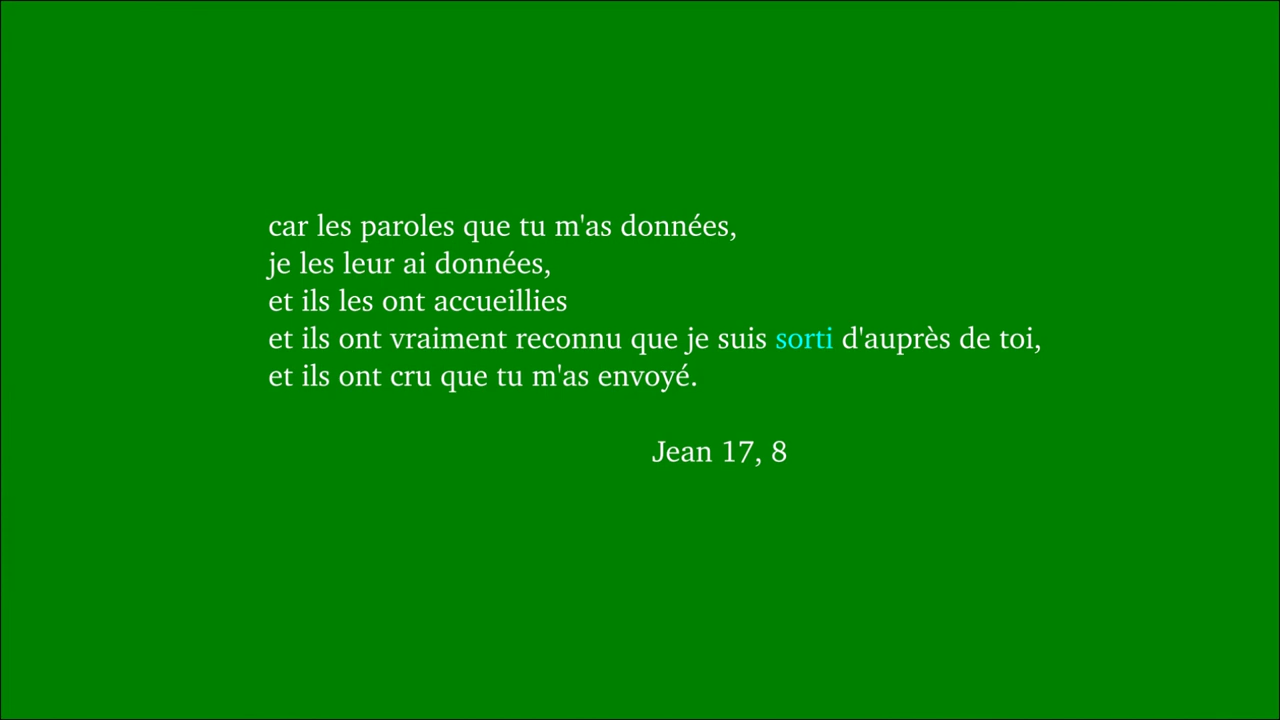 car les paroles que tu m'as données,
je les leur ai données,
et ils les ont accueillies
et ils ont vraiment reconnu que je suis sorti d'auprès de toi,
et ils ont cru que tu m'as envoyé.
Jean 17, 8